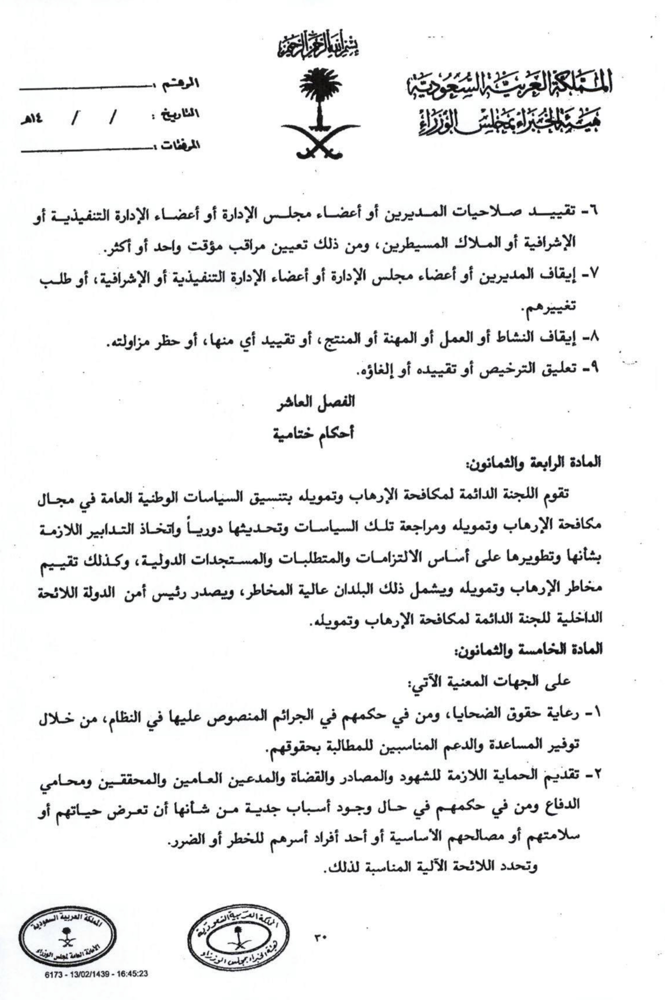 بسم الله الرحمن الرحيم
المملكة العربية السعودية
هيئة الخبراء بمجلس الوزراء
الرقم :
التاريخ : / / ١٤هـ
المرفقات :
٦- تقييد صلاحيات المديرين أو أعضاء مجلس الإدارة أو أعضاء الإدارة التنفيذية أو
الإشرافية أو الملاك المسيطرين، ومن ذلك تعيين مراقب مؤقت واحد أو أكثر.
٧- إيقاف المديرين أو أعضاء مجلس الإدارة أو أعضاء الإدارة التنفيذية أو الإشرافية، أو طلب
تغييرهم.
٨- إيقاف النشاط أو العمل أو المهنة أو المنتج، أو تقييد أي منها، أو حظر مزاولته.
٩- تعليق الترخيص أو تقييده أو إلغاؤه.
الفصل العاشر
أحكام ختامية
المادة الرابعة والثمانون:
تقوم اللجنة الدائمة لمكافحة الإرهاب وتمويله بتنسيق السياسات الوطنية العامة في مجال
مكافحة الإرهاب وتمويله ومراجعة تلك السياسات وتحديثها دورياً واتخاذ التدابير اللازمة
بشأنها وتطويرها على أساس الالتزامات والمتطلبات والمستجدات الدولية، وكذلك تقييم
مخاطر الإرهاب وتمويله ويشمل ذلك البلدان عالية المخاطر، ويصدر رئيس أمن الدولة اللائحة
الداخلية للجنة الدائمة لمكافحة الإرهاب وتمويله.
المادة الخامسة والثمانون:
على الجهات المعنية الآتي:
١- رعاية حقوق الضحايا، ومن في حكمهم في الجرائم المنصوص عليها في النظام، من خلال
توفير المساعدة والدعم المناسبين للمطالبة بحقوقهم.
٢- تقديم الحماية اللازمة للشهود والمصادر والقضاة والمدعين العامين والمحققين ومحامي
الدفاع ومن في حكمهم في حال وجود أسباب جدية من شأنها أن تعرض حياتهم أو
سلامتهم أو مصالحهم الأساسية أو أحد أفراد أسرهم للخطر أو الضرر.
وتحدد اللائحة الآلية المناسبة لذلك.
٣٠
المملكة العربية السعودية
هيئة الخبراء بمجلس الوزراء
المملكة العربية السعودية
الأمانة العامة لمجلس الوزراء
6173 - 13/02/1439 - 16:45:23